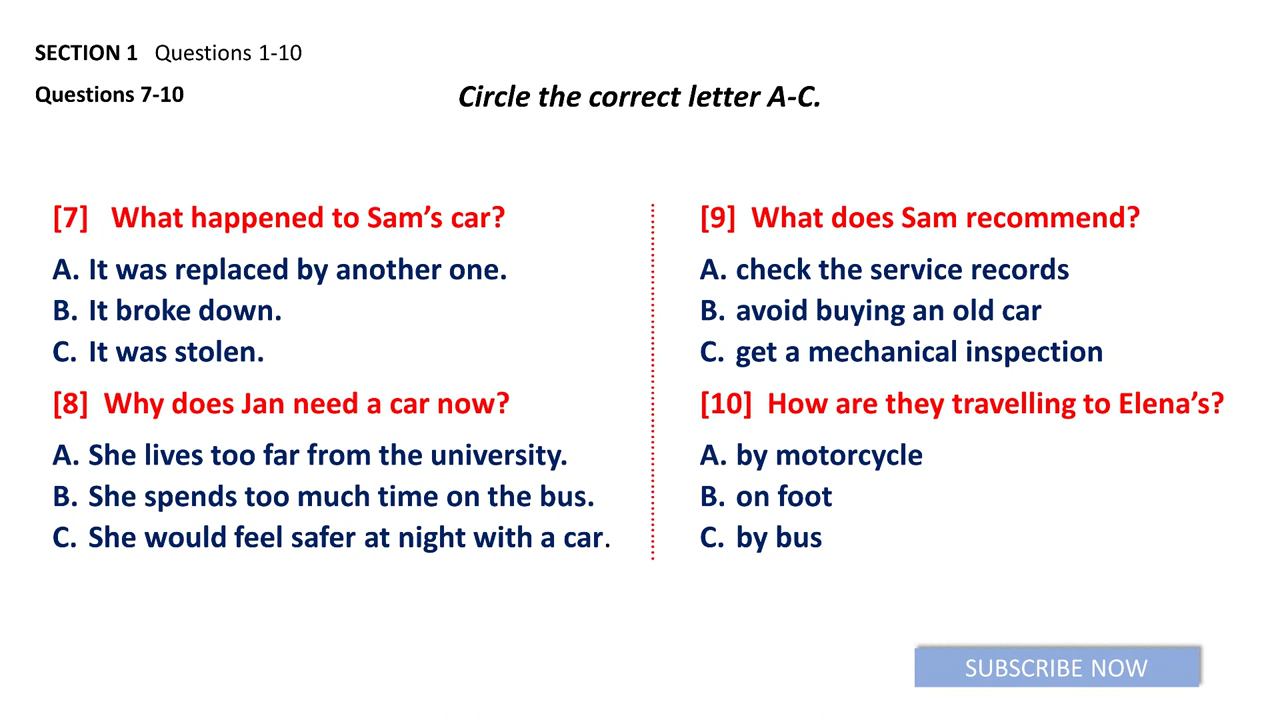 SECTION 1 Questions 1-10
Questions 7-10
Circle the correct letter A-C.
[7] What happened to Sam's car?
A. It was replaced by another one.
B. It broke down.
C. It was stolen.
[8] Why does Jan need a car now?
A. She lives too far from the university.
B. She spends too much time on the bus.
C. She would feel safer at night with a car.
[9] What does Sam recommend?
A. check the service records
B. avoid buying an old car
C. get a mechanical inspection
[10] How are they travelling to Elena’s?
A. by motorcycle
B. on foot
C. by bus
SUBSCRIBE NOW